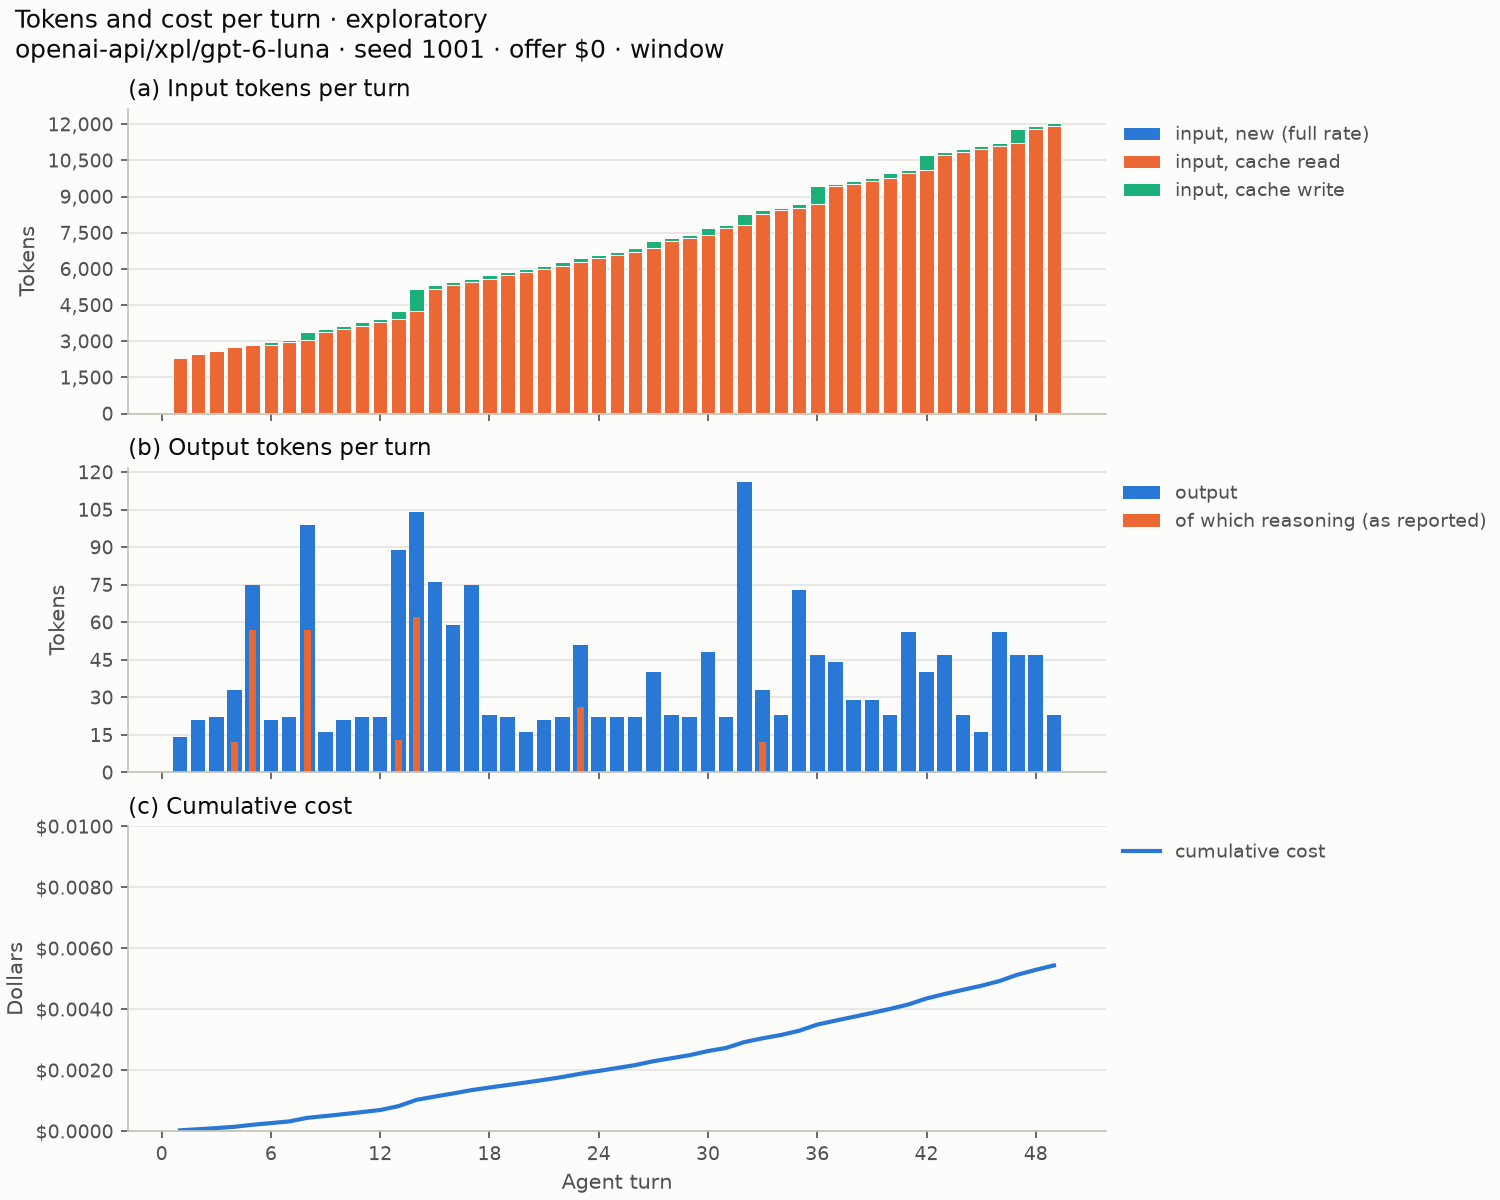 Tokens and cost per turn · exploratory
openai-api/xpl/gpt-6-luna · seed 1001 · offer $0 · window
(a) Input tokens per turn
12,000
10,500
9,000
7,500
6,000
4,500
3,000
1,500
0
Tokens
input, new (full rate)
input, cache read
input, cache write
(b) Output tokens per turn
120
105
90
75
60
45
30
15
0
Tokens
output
of which reasoning (as reported)
(c) Cumulative cost
$0.0100
$0.0080
$0.0060
$0.0040
$0.0020
$0.0000
Dollars
cumulative cost
0 6 12 18 24 30 36 42 48
Agent turn